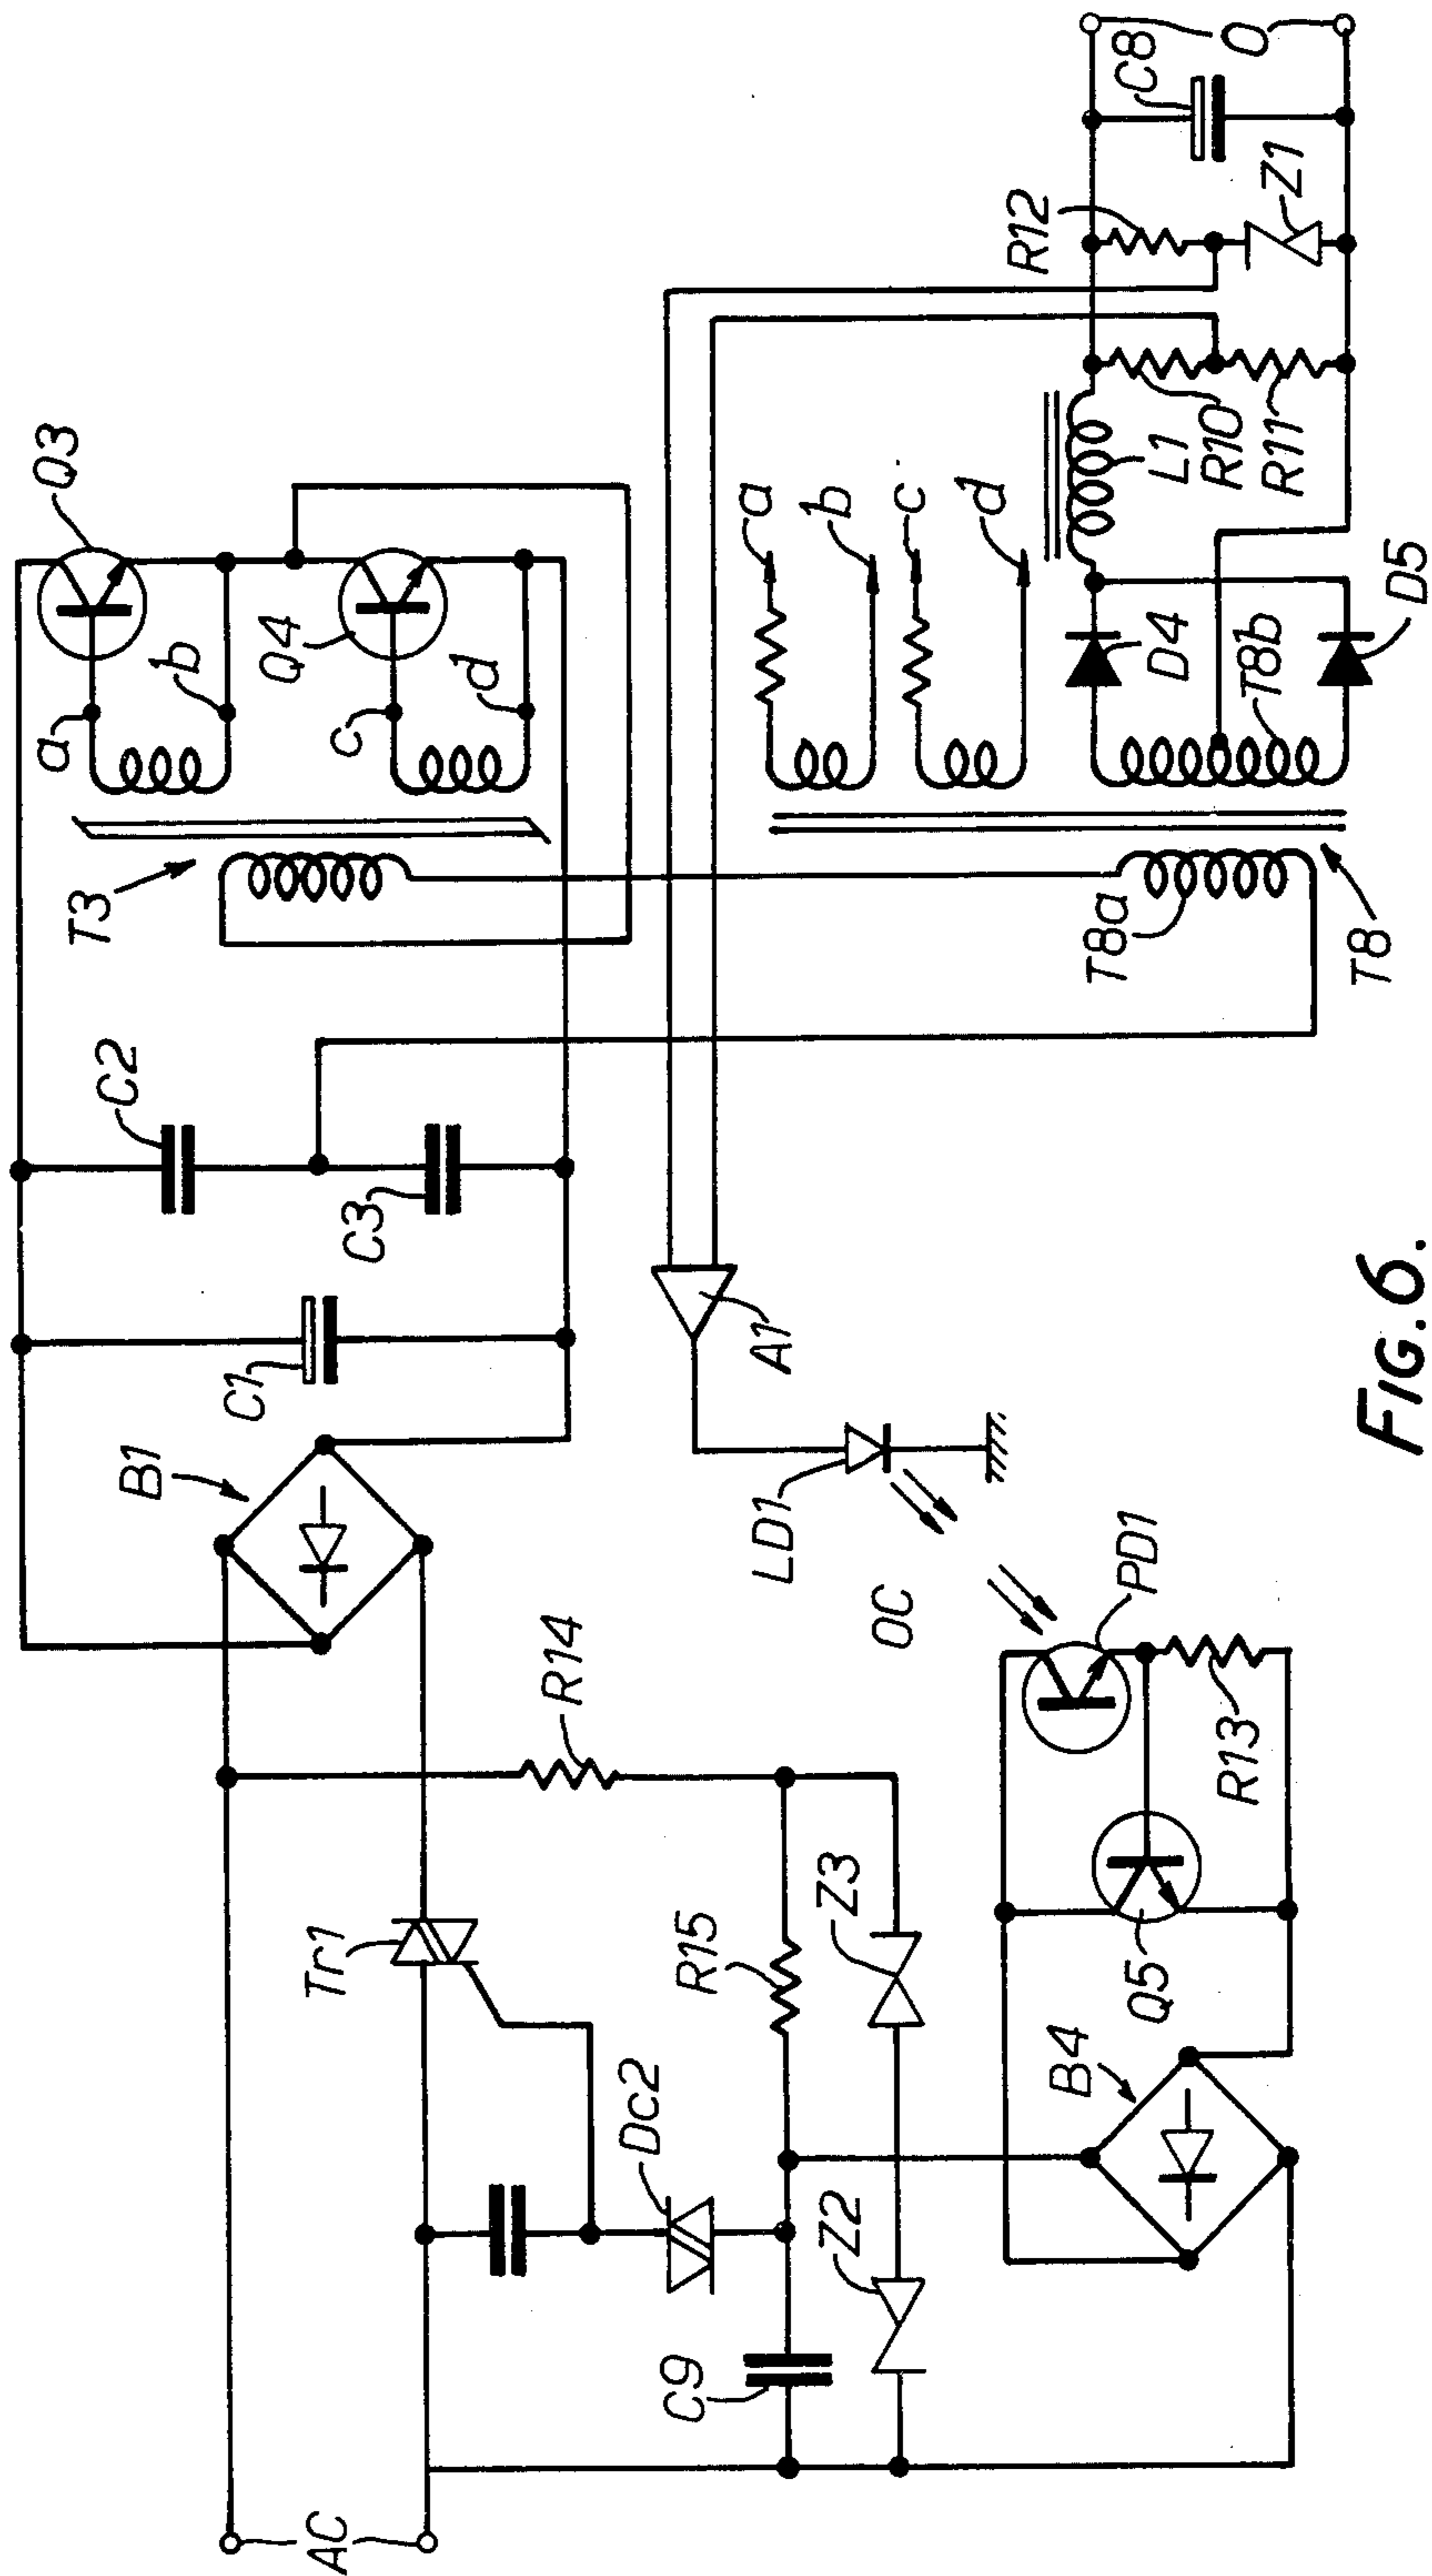 AC
Tr1
B1
C1
C2
C3
T3
a
b
c
d
Q3
Q4
R14
R15
Dc2
C9
Z2
Z3
B4
Q5
R13
PD1
OC
LD1
A1
T8a
T8
T8b
a
b
c
d
D4
D5
L1
R10
R11
R12
Z1
C8
O
FIG.6.